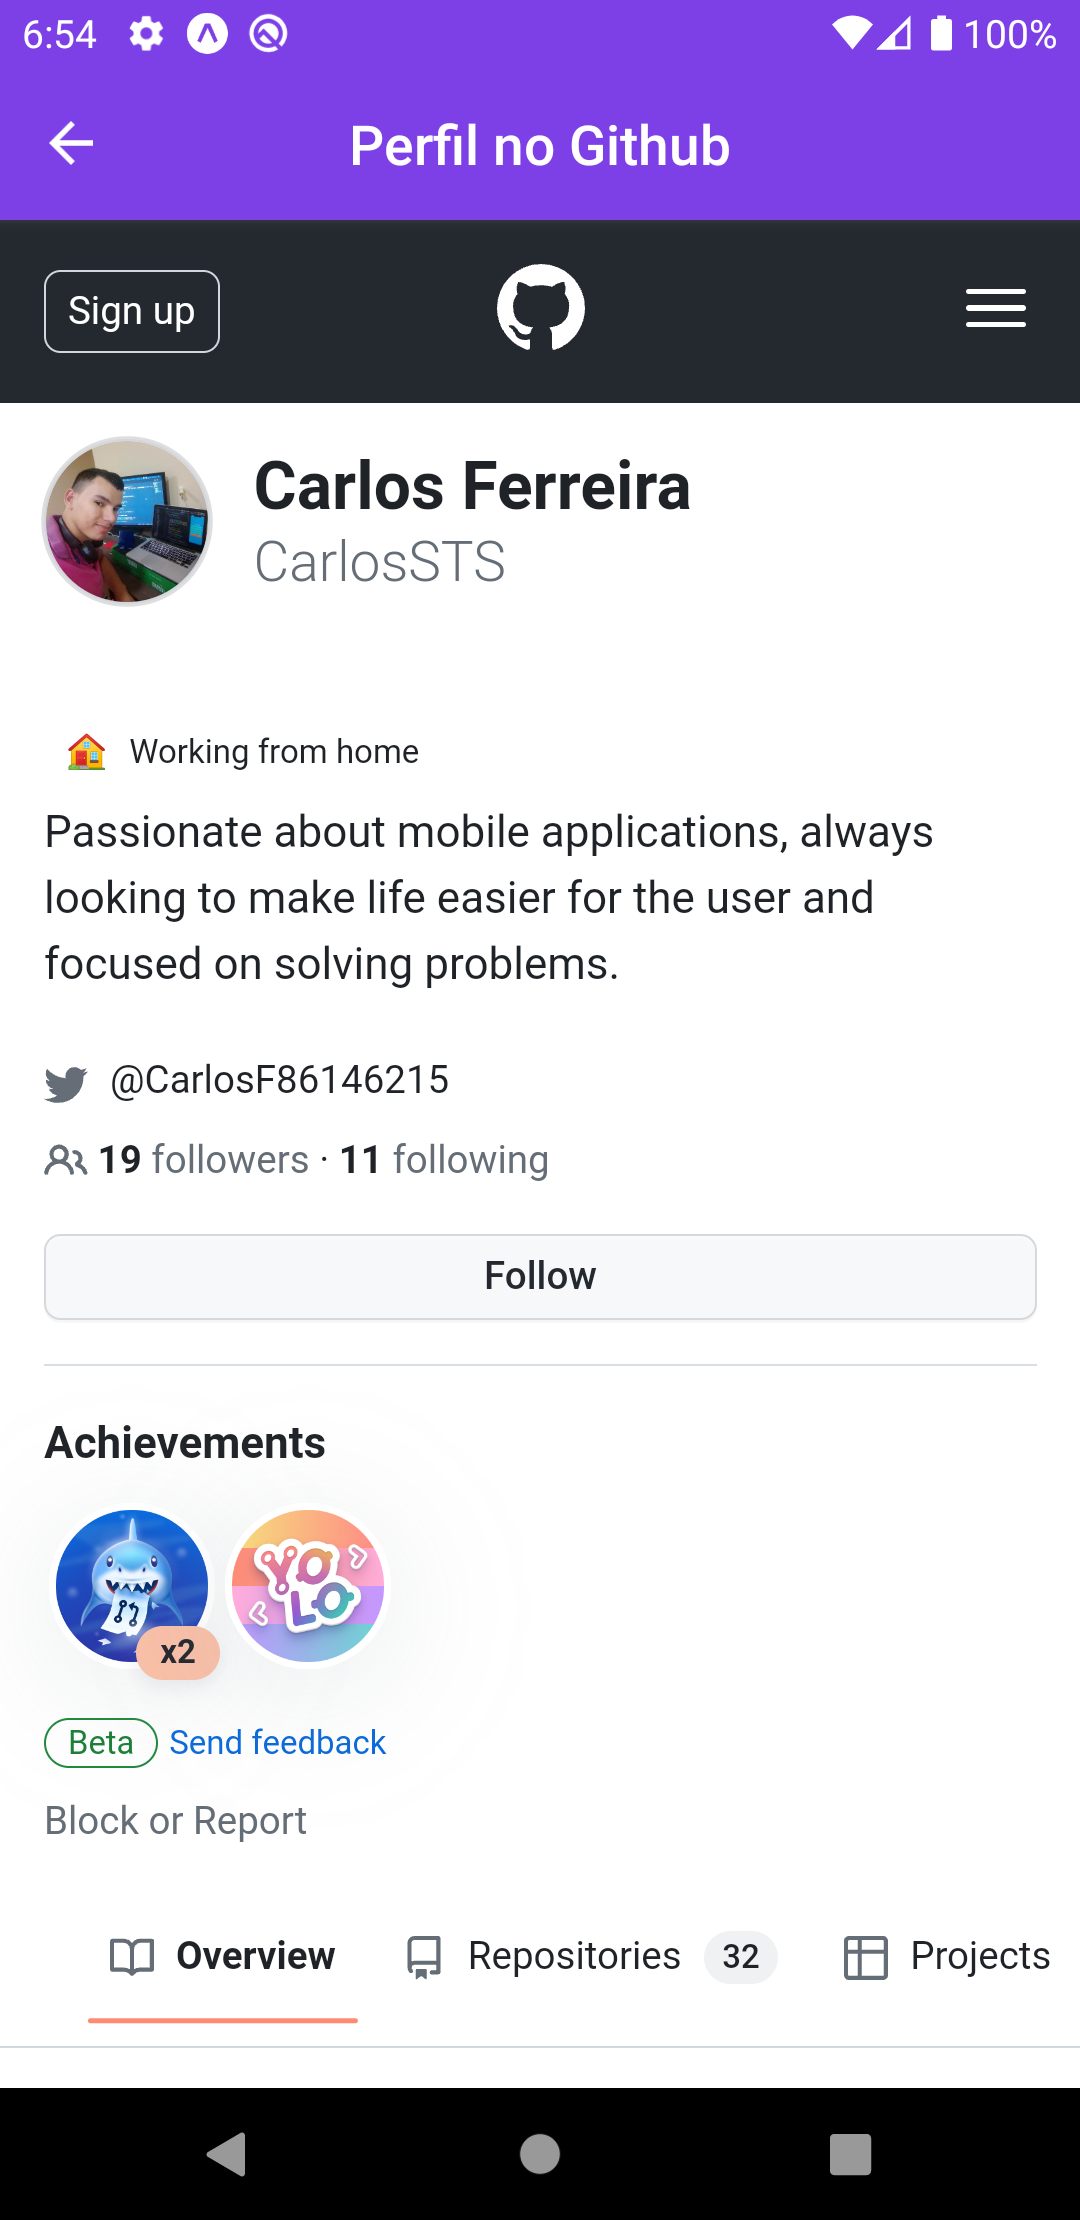 6:54
100%
Perfil no Github
Sign up
Carlos Ferreira
CarlosSTS
Working from home
Passionate about mobile applications, always
looking to make life easier for the user and
focused on solving problems.
@CarlosF86146215
19 followers · 11 following
Follow
Achievements
YO
LO
x2
Beta Send feedback
Block or Report
Overview Repositories 32 Projects